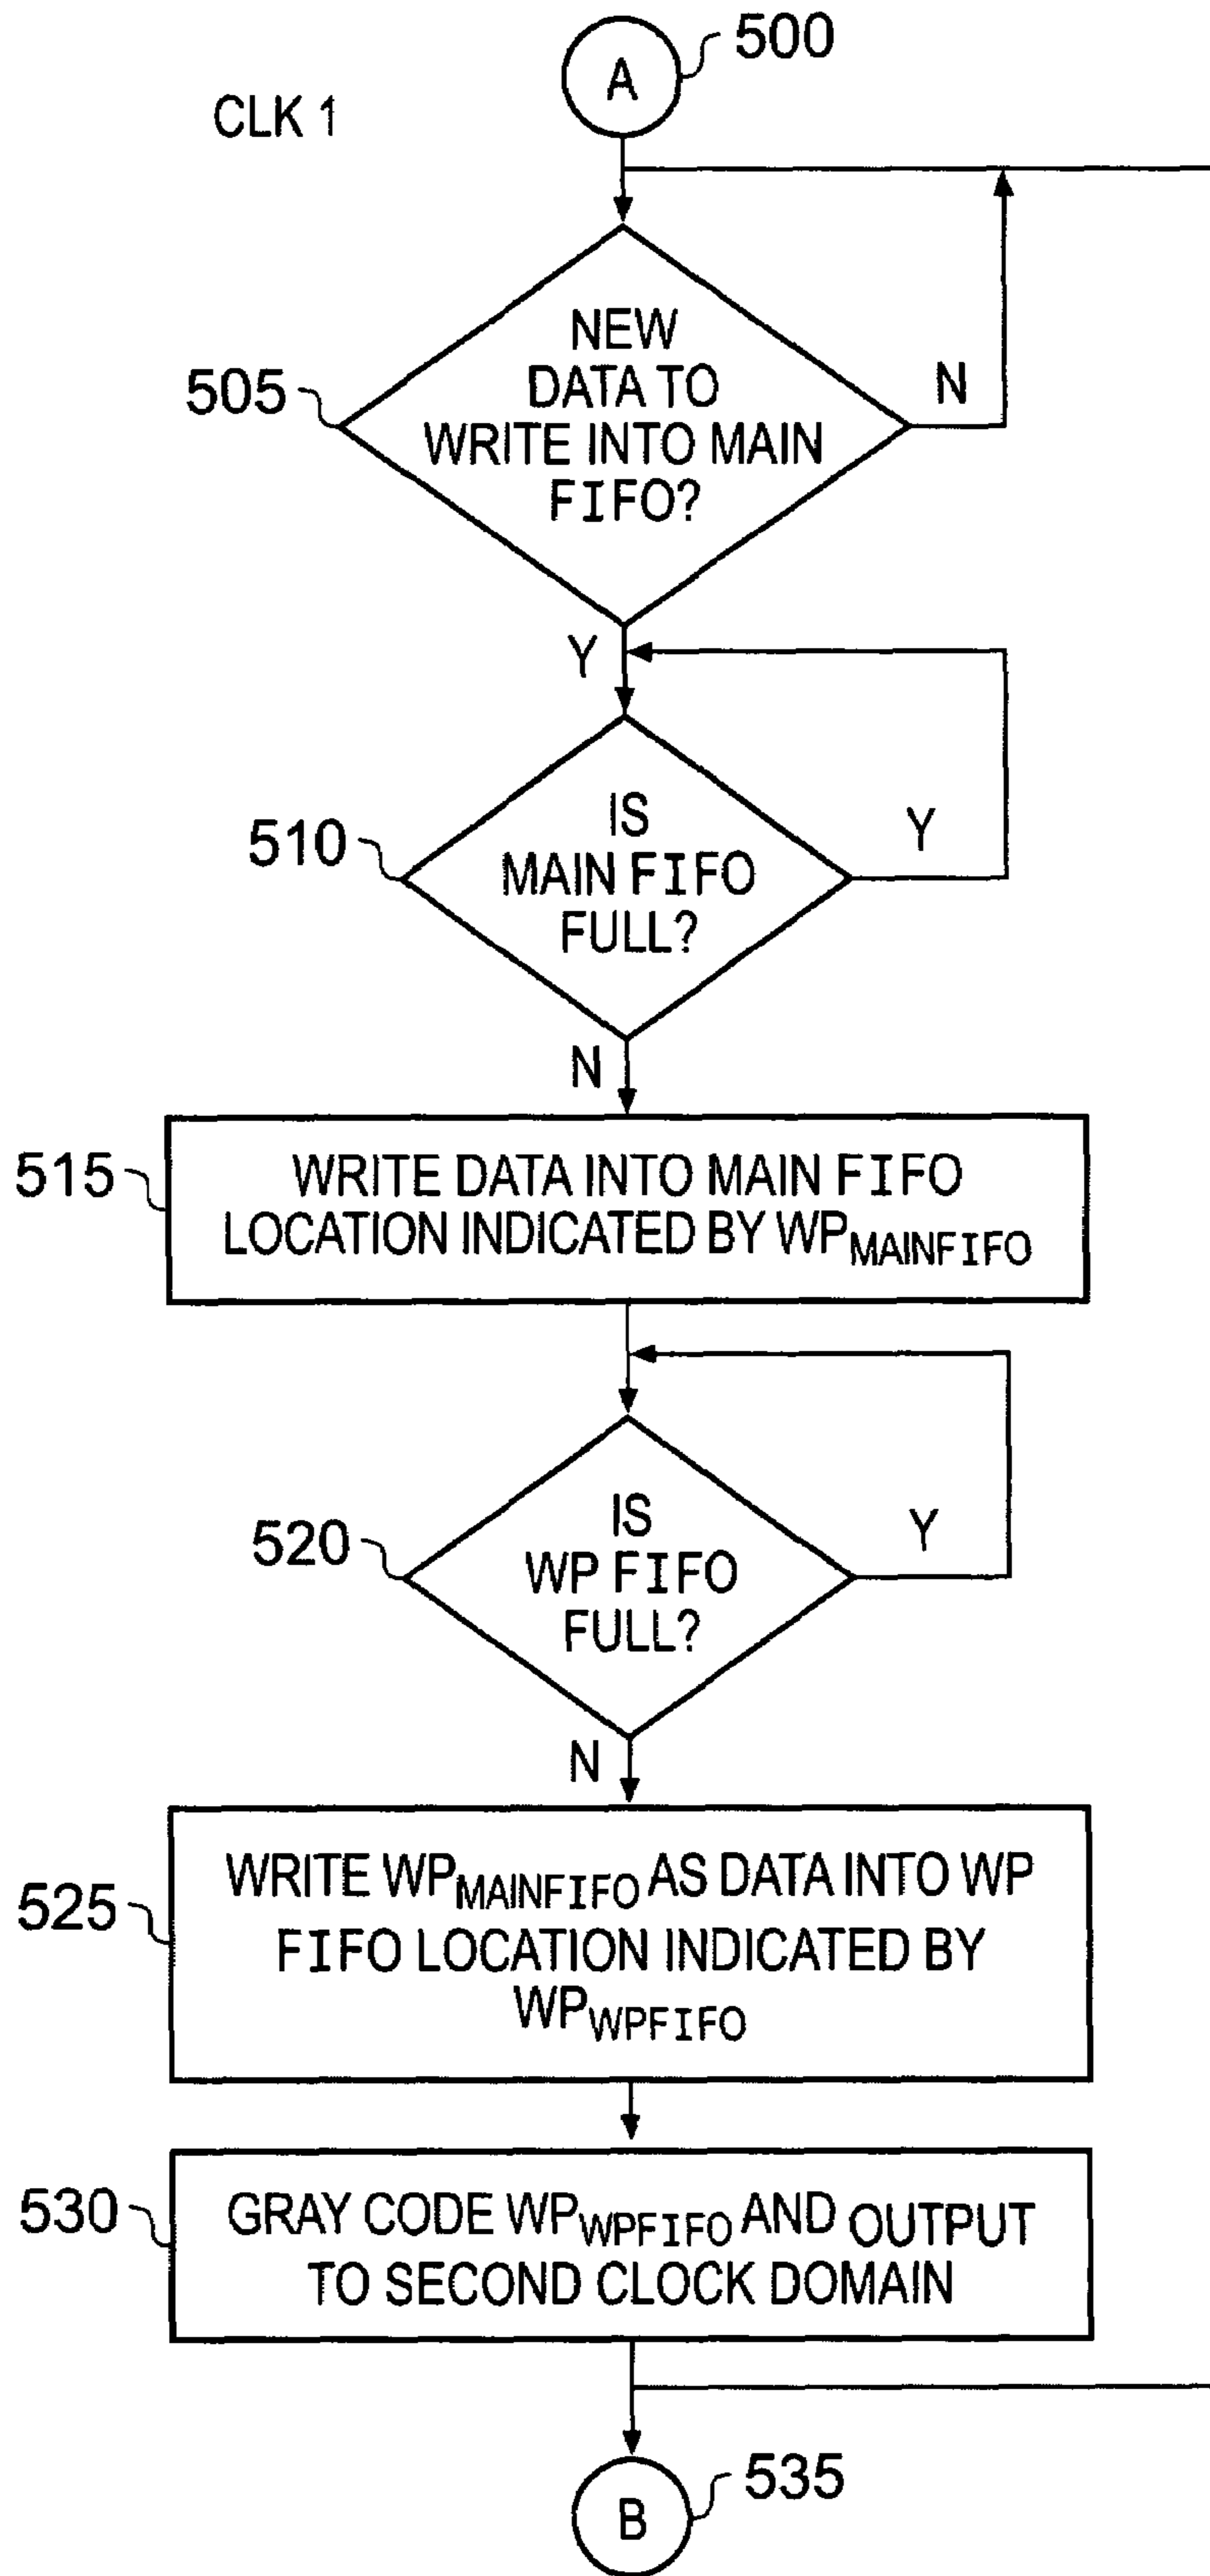 A
500
CLK 1
NEW
DATA TO
WRITE INTO MAIN
FIFO?
505
N
Y
IS
MAIN FIFO
FULL?
510
Y
N
515
WRITE DATA INTO MAIN FIFO
LOCATION INDICATED BY WPMAINFIFO
IS
WP FIFO
FULL?
520
Y
N
525
WRITE WPMAINFIFO AS DATA INTO WP
FIFO LOCATION INDICATED BY
WPWPFIFO
530
GRAY CODE WPWPFIFO AND OUTPUT
TO SECOND CLOCK DOMAIN
B
535